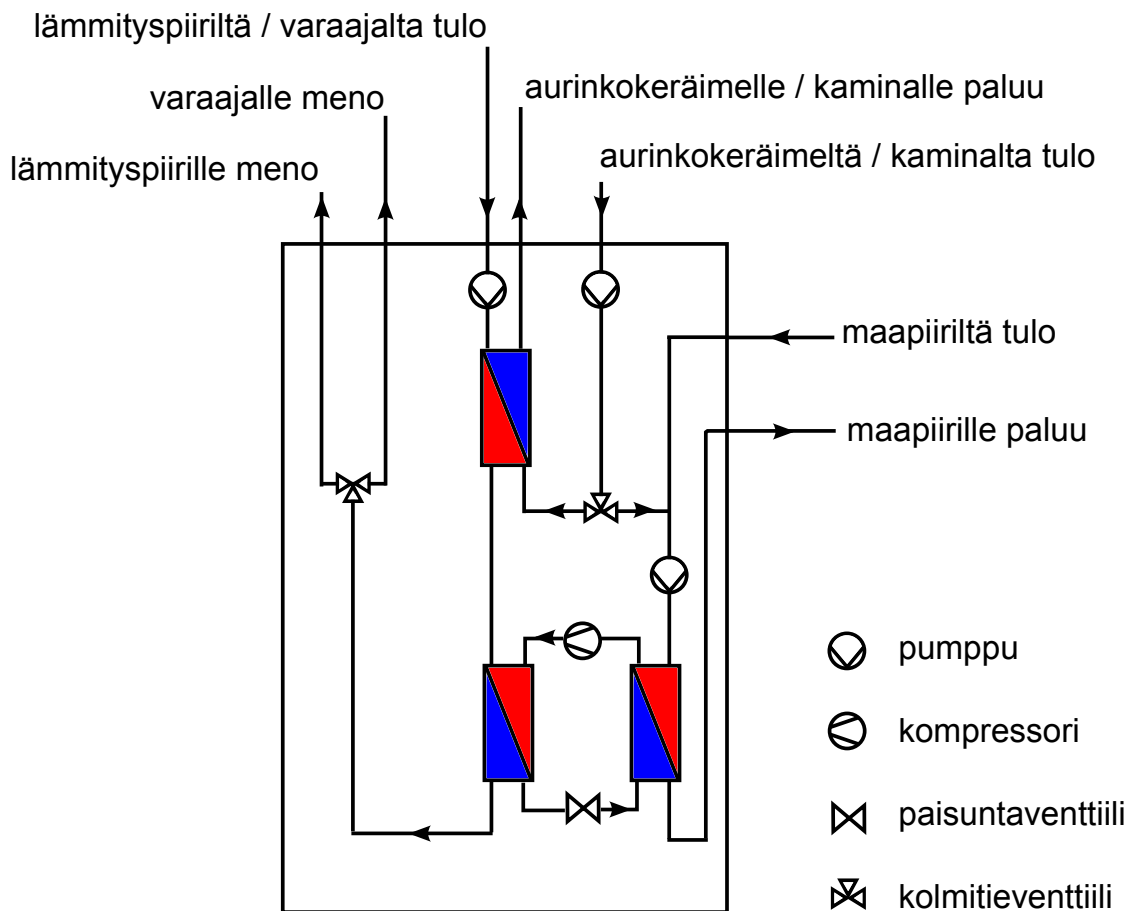 lämmityspiiriltä / varaajalta tulo
varaajalle meno
aurinkokeräimelle / kaminalle paluu
lämmityspiirille meno
aurinkokeräimeltä / kaminalta tulo
maapiiriltä tulo
maapiirille paluu
pumppu
kompressori
paisuntaventtiili
kolmitieventtiili